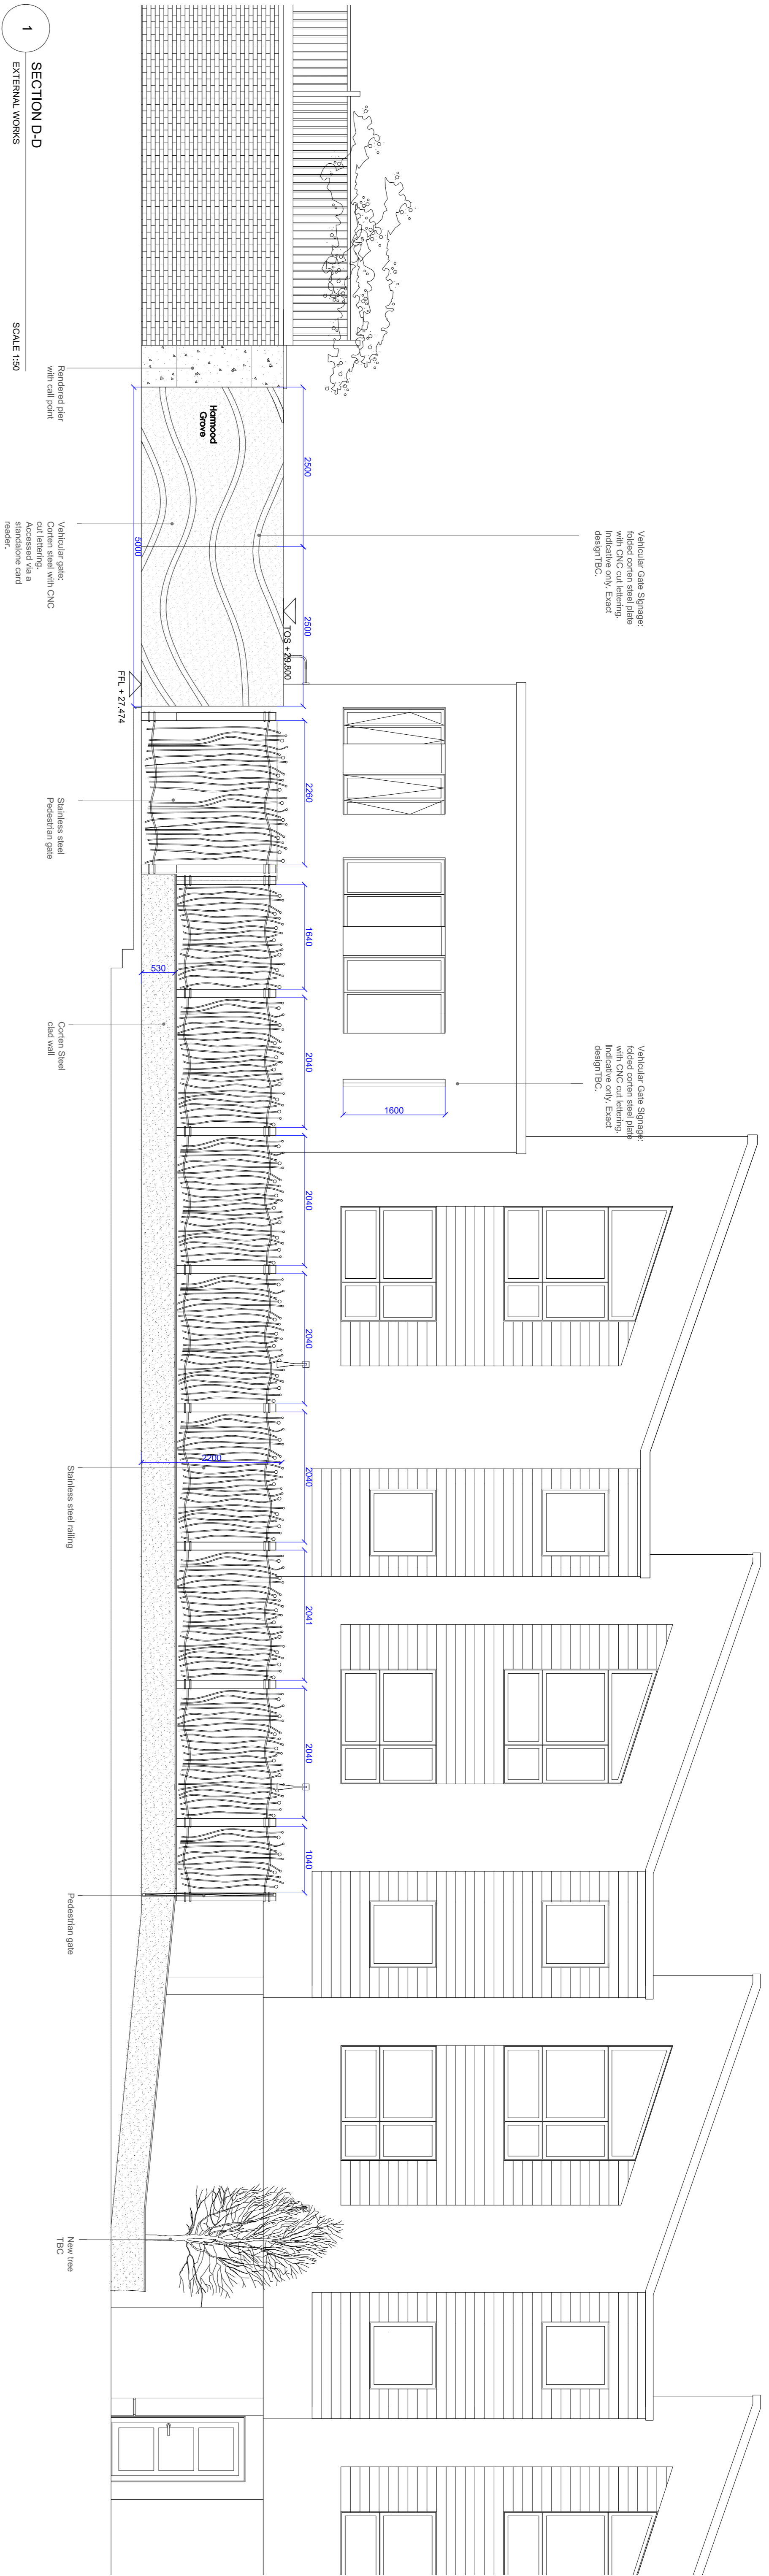 Vehicular Gate Signage:
folded corten steel plate
with CNC cut lettering.
Indicative only. Exact
designTBC.
Vehicular Gate Signage:
folded corten steel plate
with CNC cut lettering.
Indicative only. Exact
designTBC.
1600
2500
2500
TOS + 29.800
2260
1640
2040
2040
2040
2040
2041
2040
1040
Harmood
Grove
530
2200
5000
FFL + 27.474
Rendered pier
with call point
Vehicular gate:
Corten steel with CNC
cut lettering.
Accessed via a
standalone card
reader.
Stainless steel
Pedestrian gate
Corten Steel
clad wall
Stainless steel railing
Pedestrian gate
New tree
TBC
1
SECTION D-D
EXTERNAL WORKS
SCALE 1:50